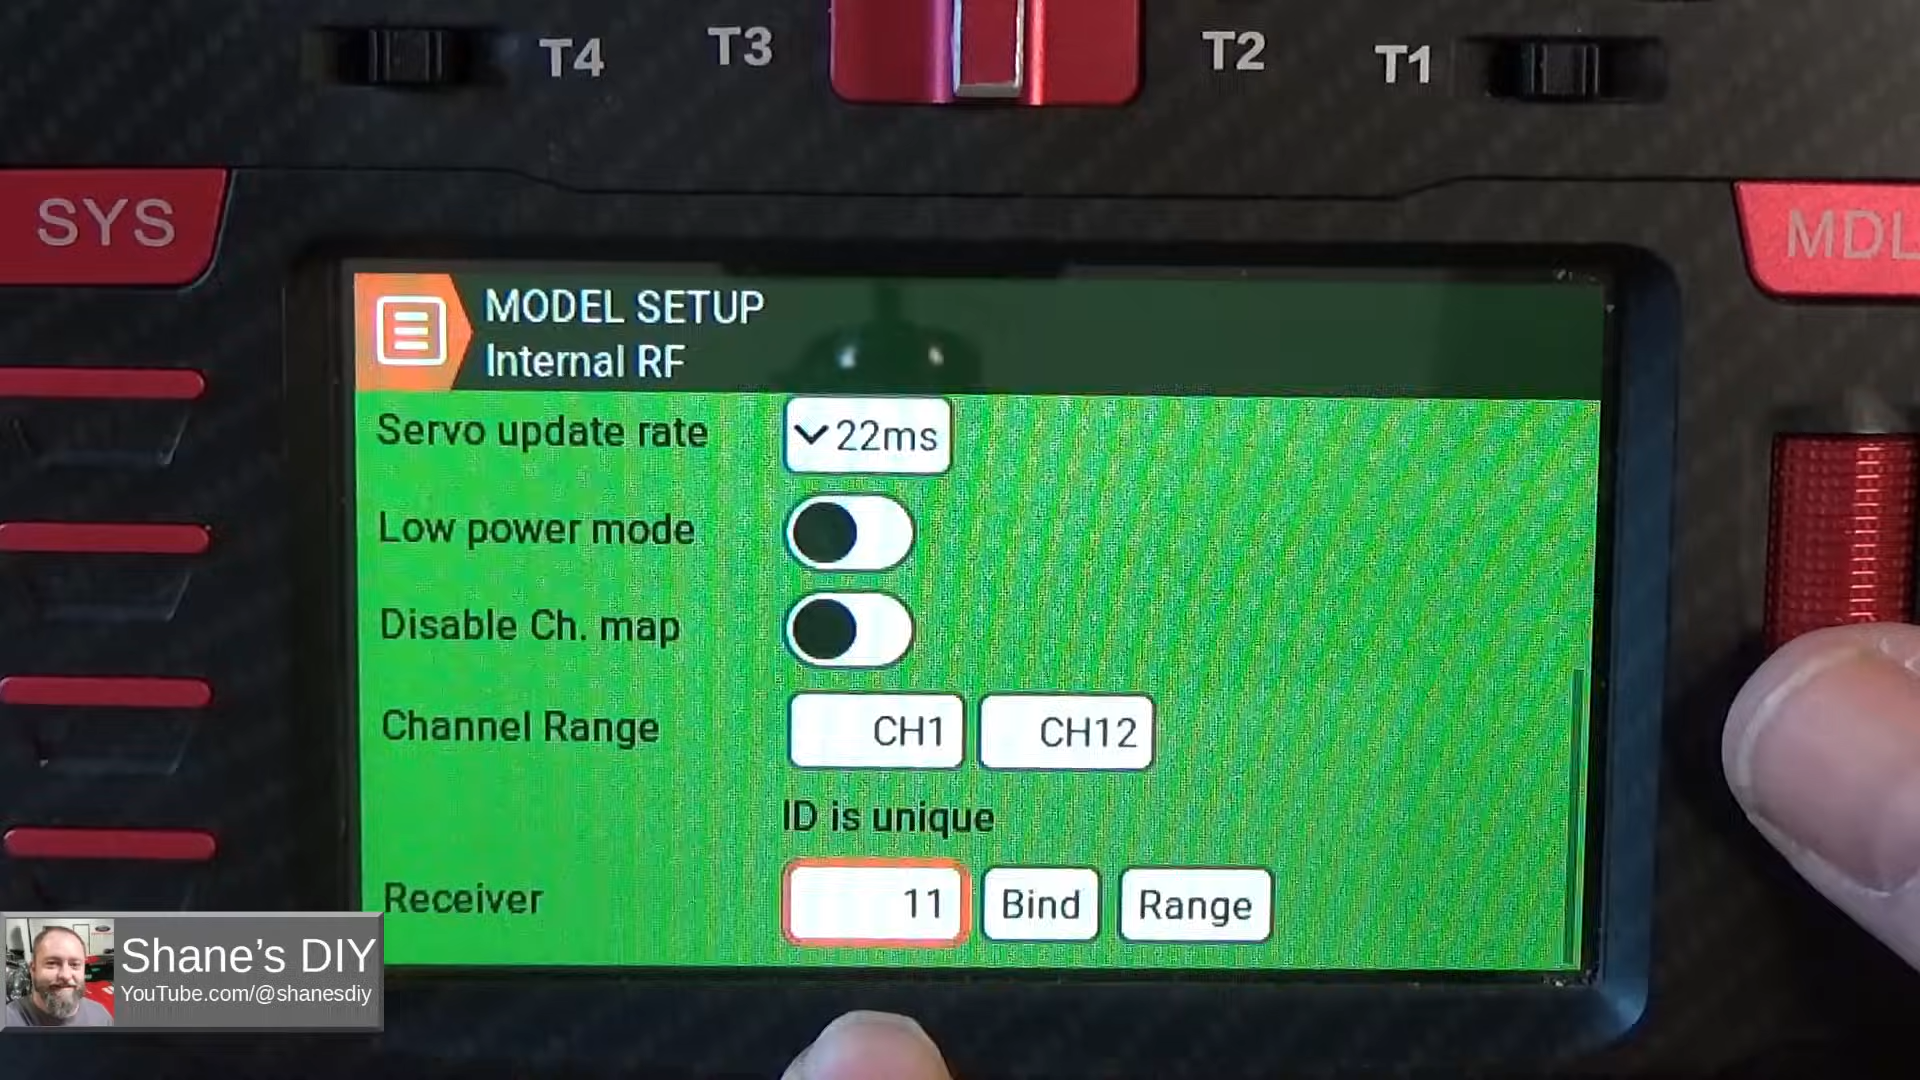 T4
T3
T2
T1
SYS
MDL
MODEL SETUP
Internal RF
Servo update rate
22ms
Low power mode
Disable Ch. map
Channel Range
CH1
CH12
ID is unique
Receiver
11
Bind
Range
Shane's DIY
YouTube.com/@shanesdiy